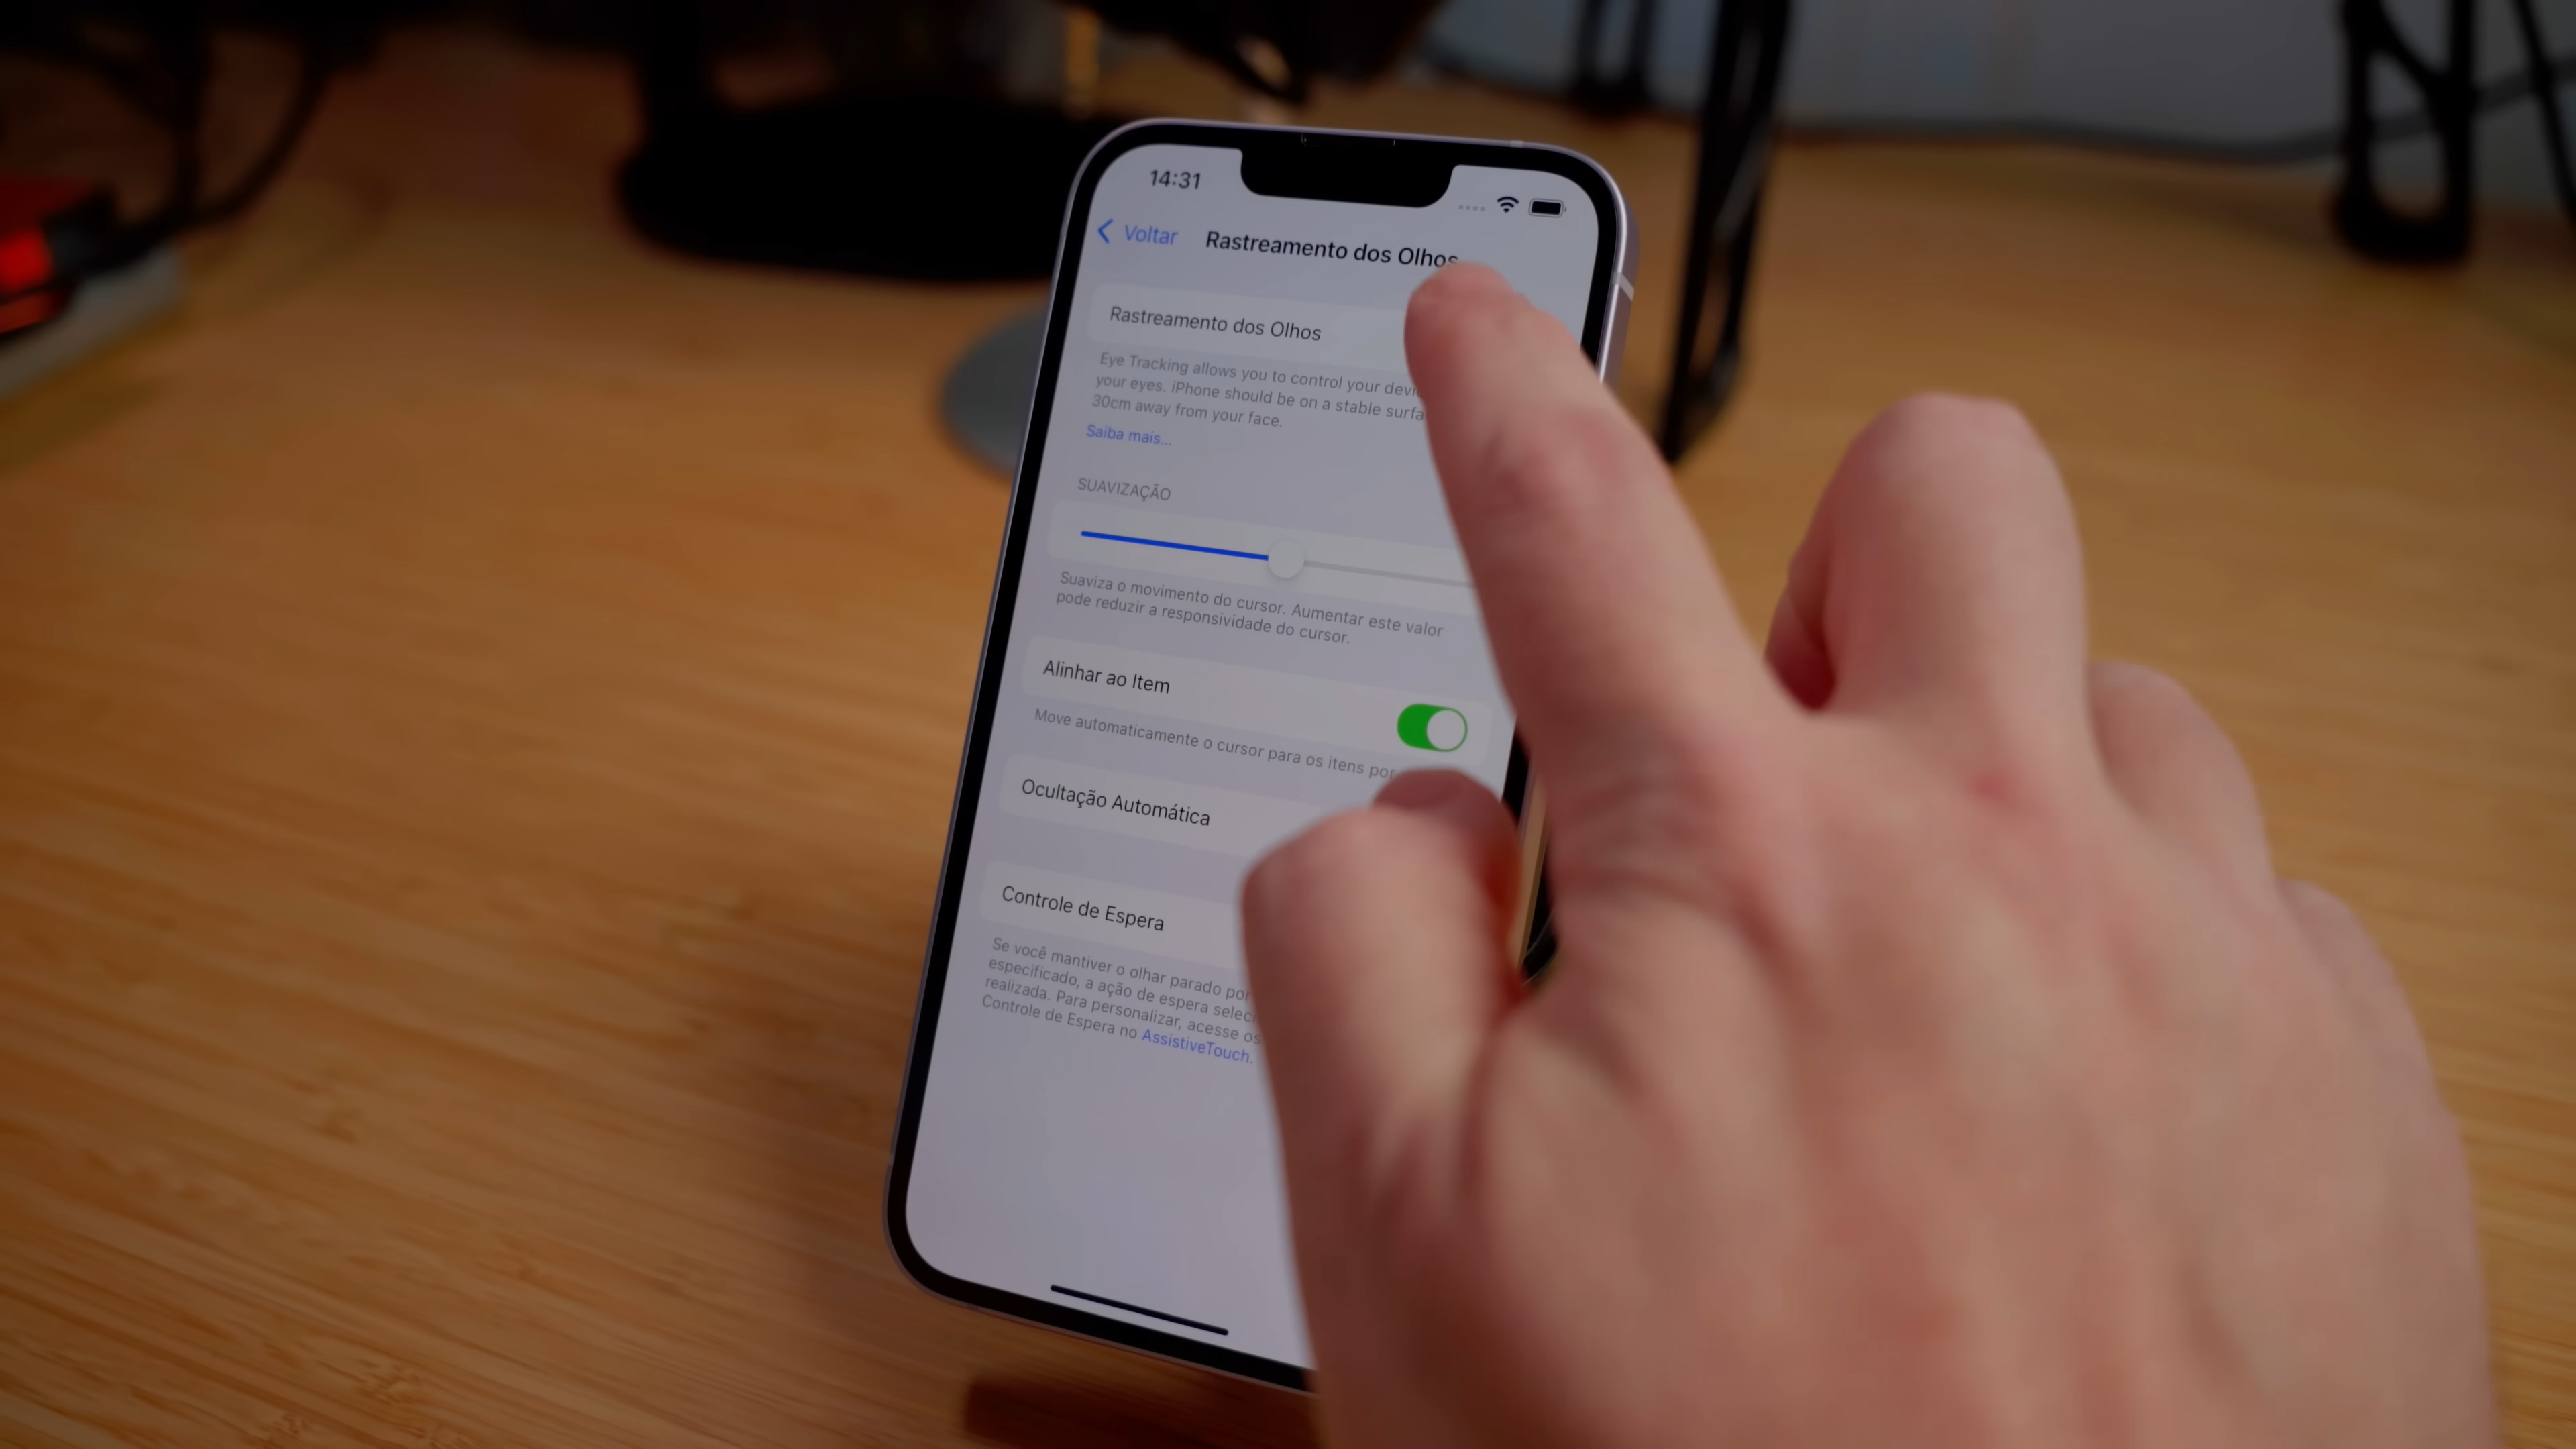 14:31
Voltar
Rastreamento dos Olhos
Rastreamento dos Olhos
Eye Tracking allows you to control your
your eyes. iPhone should be on a stable
30cm away from your face.
Saiba mais...
SUAVIZAÇÃO
Suaviza o movimento do cursor. Aumentar este valor
pode reduzir a responsividade do cursor.
Alinhar ao Item
Move automaticamente o cursor para os itens por
Ocultação Automática
Controle de Espera
Se você mantiver o olhar parado por
especificado, a ação de espera
realizada. Para personalizar, acesse os
Controle de Espera no AssistiveTouch.